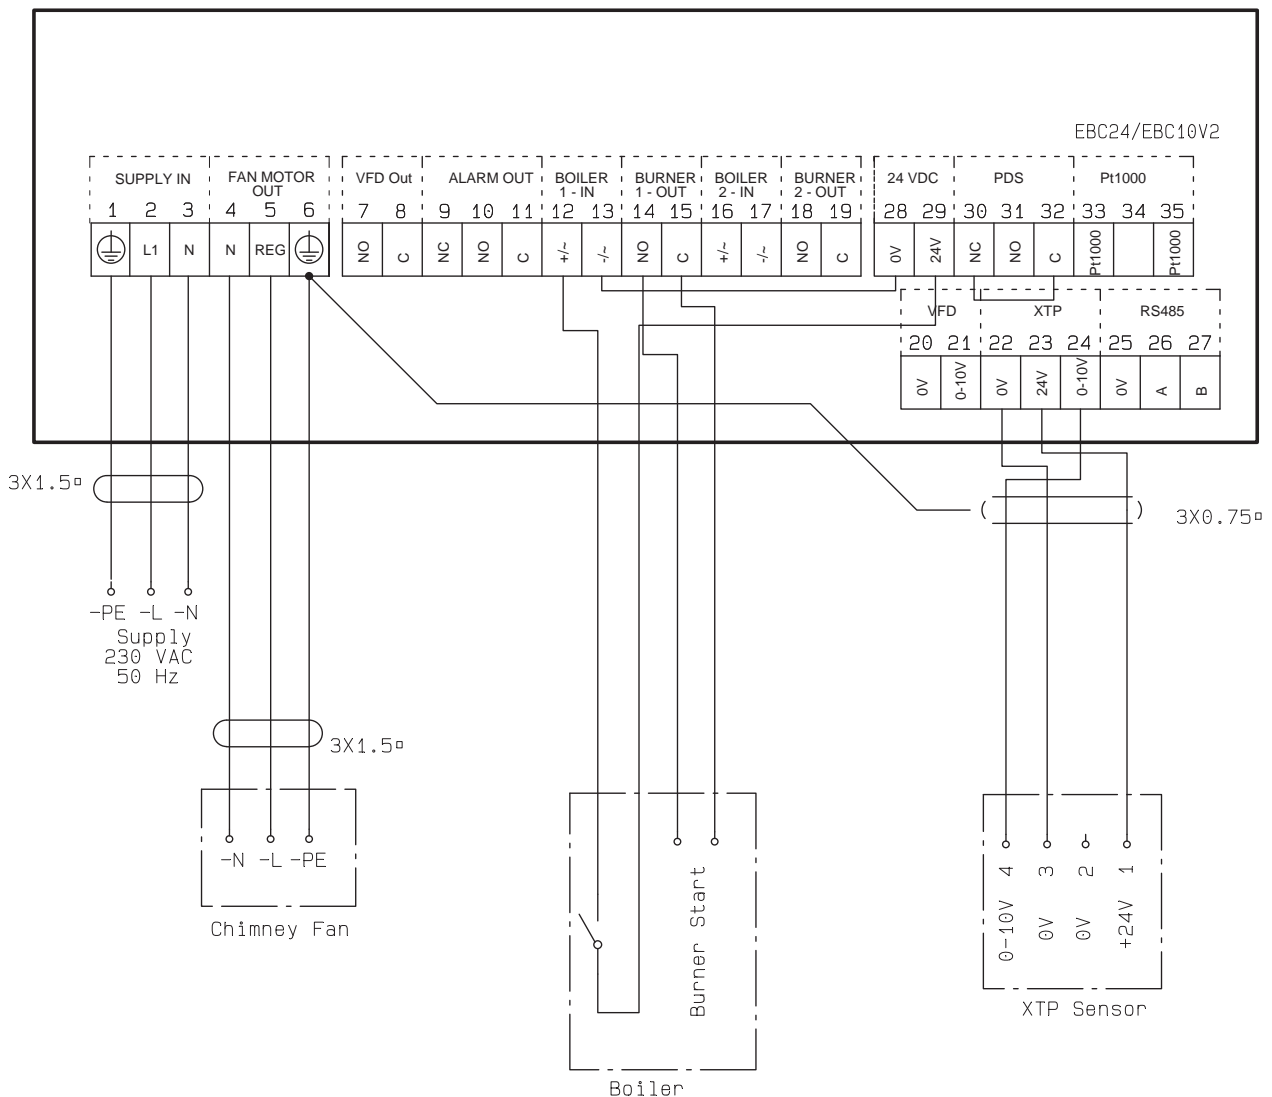 EBC24/EBC10V2
SUPPLY IN
FAN MOTOR
OUT
VFD Out
ALARM OUT
BOILER
1 - IN
BURNER
1 - OUT
BOILER
2 - IN
BURNER
2 - OUT
24 VDC
PDS
Pt1000
1 2 3 4 5 6 7 8 9 10 11 12 13 14 15 16 17 18 19 28 29 30 31 32 33 34 35
L1 N N REG NO C NC NO C +/~ -/~ NO C +/~ -/~ NO C 0V 24V NC NO C Pt1000 Pt1000
VFD XTP RS485
20 21 22 23 24 25 26 27
0V 0-10V 0V 24V 0-10V 0V A B
3X1.5▫
3X0.75▫
-PE -L -N
Supply
230 VAC
50 Hz
3X1.5▫
-N -L -PE
Chimney Fan
Burner Start
Boiler
4 3 2 1
0-10V 0V 0V +24V
XTP Sensor